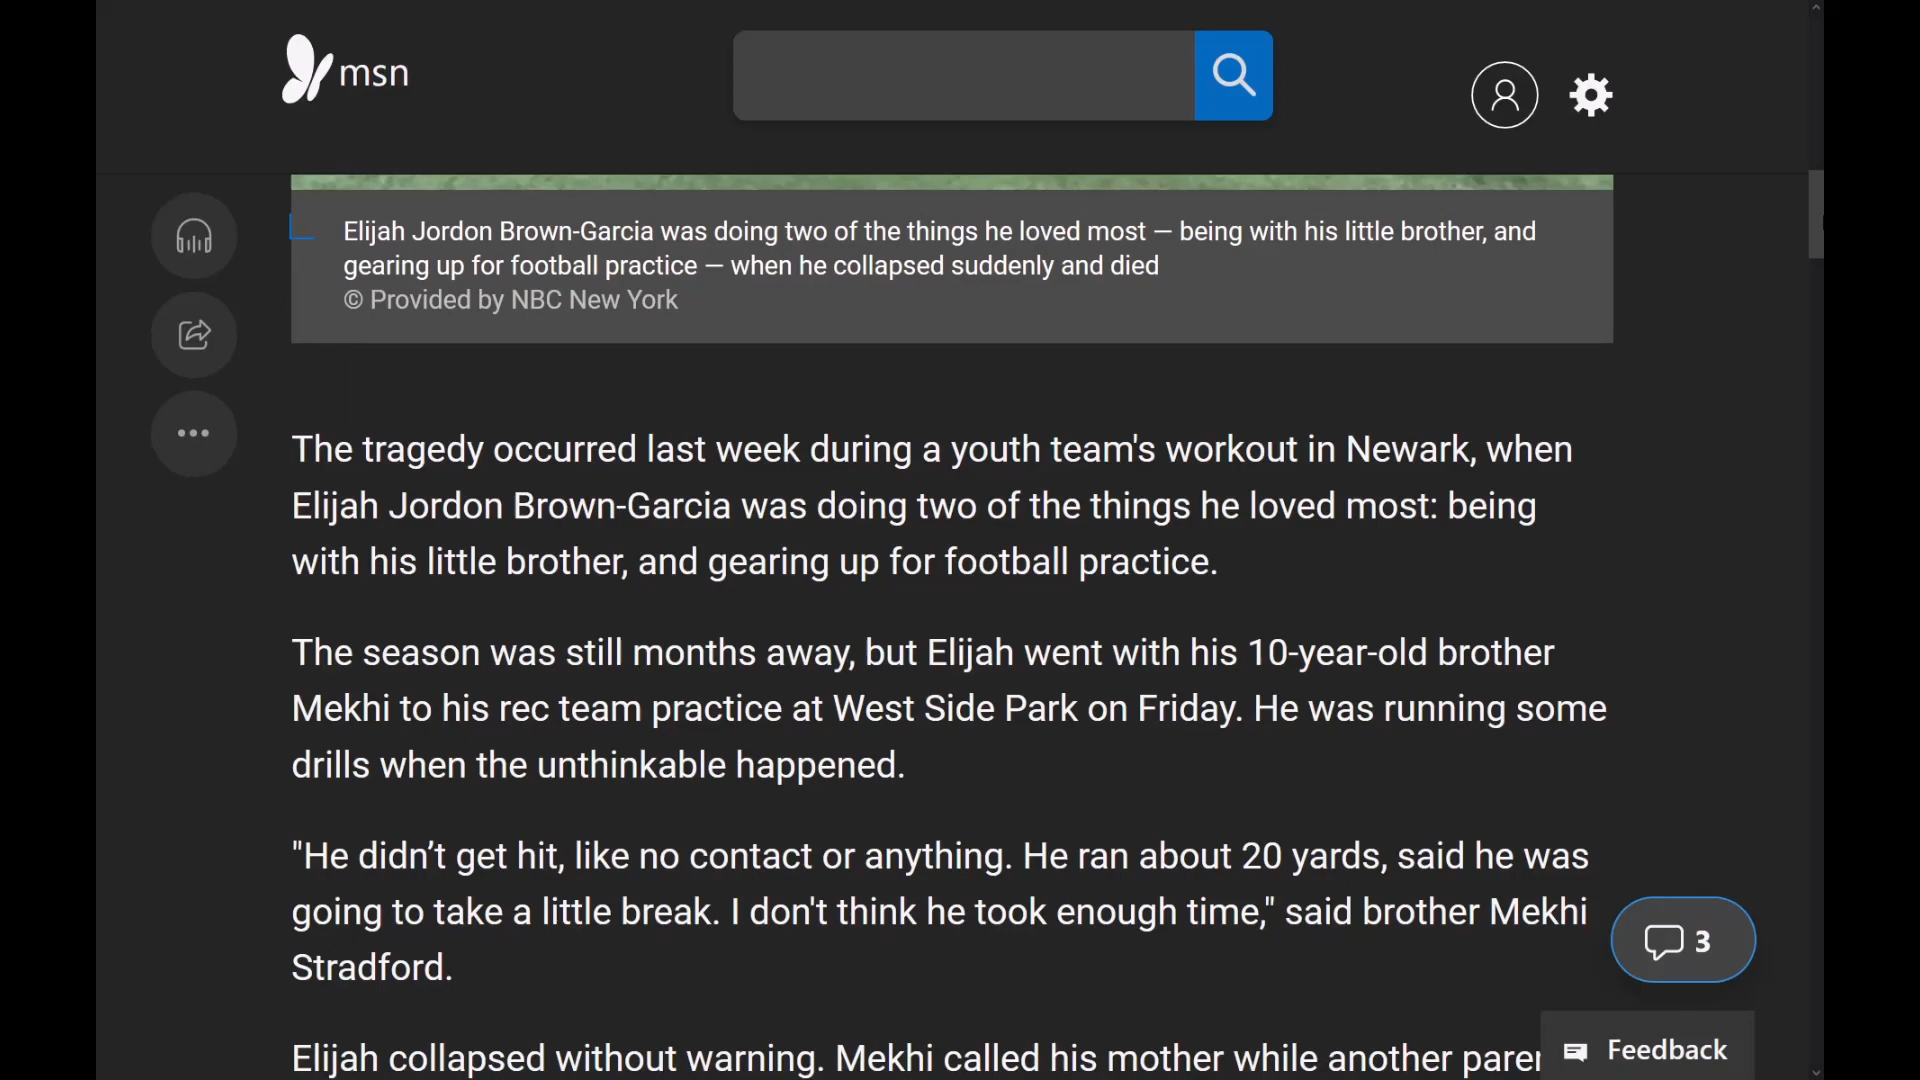 msn
Elijah Jordon Brown-Garcia was doing two of the things he loved most — being with his little brother, and
gearing up for football practice — when he collapsed suddenly and died
© Provided by NBC New York
The tragedy occurred last week during a youth team's workout in Newark, when
Elijah Jordon Brown-Garcia was doing two of the things he loved most: being
with his little brother, and gearing up for football practice.
The season was still months away, but Elijah went with his 10-year-old brother
Mekhi to his rec team practice at West Side Park on Friday. He was running some
drills when the unthinkable happened.
"He didn’t get hit, like no contact or anything. He ran about 20 yards, said he was
going to take a little break. I don't think he took enough time," said brother Mekhi
Stradford.
3
Elijah collapsed without warning. Mekhi called his mother while another
Feedback